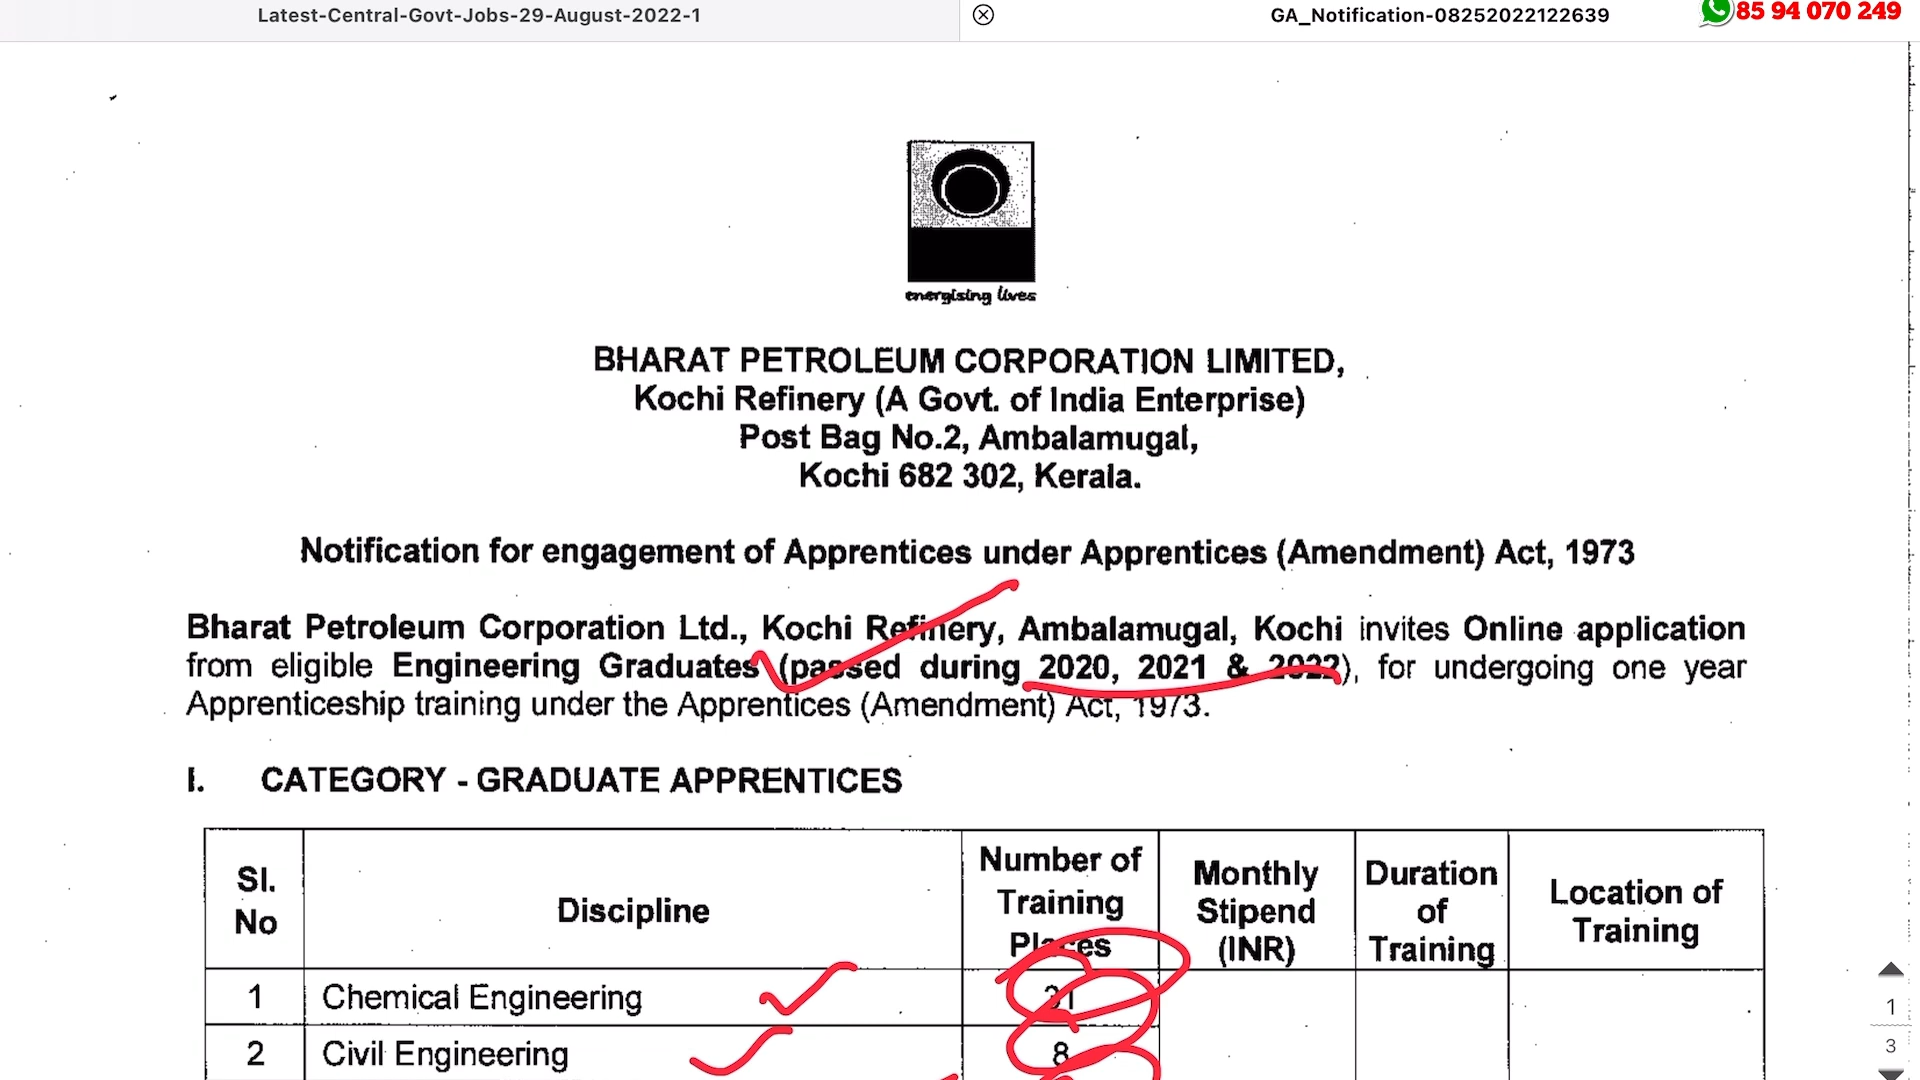 Latest-Central-Govt-Jobs-29-August-2022-1
GA_Notification-08252022122639
85 94 070 249
energising lives
BHARAT PETROLEUM CORPORATION LIMITED,
Kochi Refinery (A Govt. of India Enterprise)
Post Bag No.2, Ambalamugal,
Kochi 682 302, Kerala.
Notification for engagement of Apprentices under Apprentices (Amendment) Act, 1973
Bharat Petroleum Corporation Ltd., Kochi Refinery, Ambalamugal, Kochi invites Online application
from eligible Engineering Graduates (passed during 2020, 2021 & 2022), for undergoing one year
Apprenticeship training under the Apprentices (Amendment) Act, 1973.
I. CATEGORY - GRADUATE APPRENTICES
Sl. No
Discipline
Number of Training Places
Monthly Stipend (INR)
Duration of Training
Location of Training
1 Chemical Engineering 31
2 Civil Engineering 8
1
3